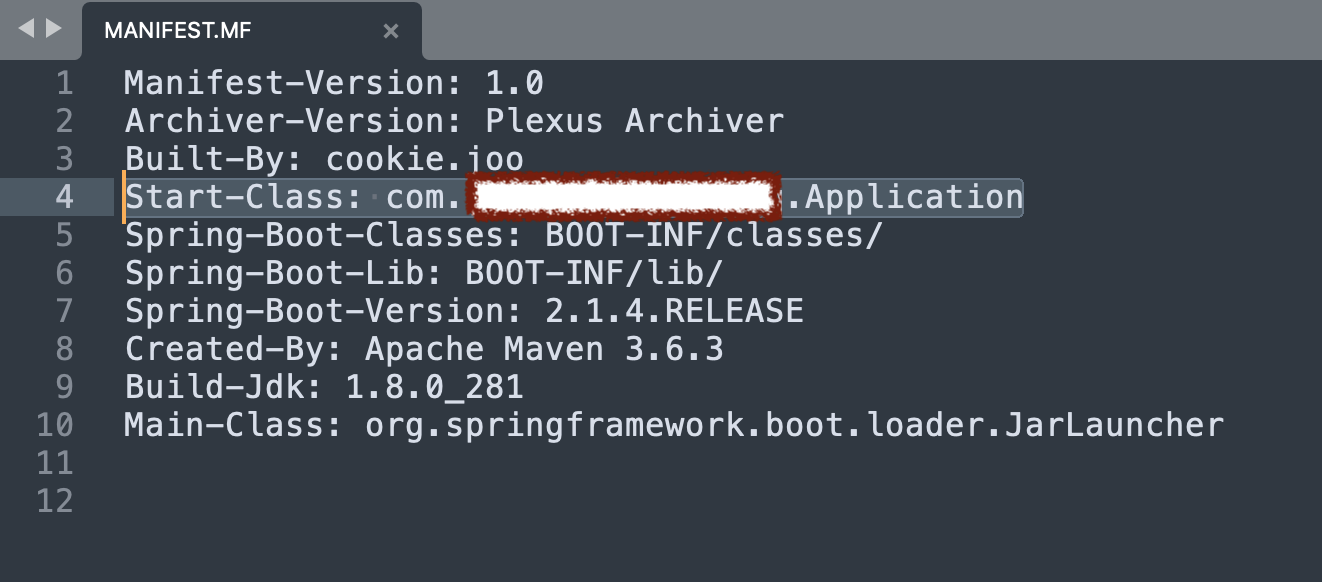 MANIFEST.MF
1 Manifest-Version: 1.0
2 Archiver-Version: Plexus Archiver
3 Built-By: cookie.joo
4 Start-Class: com. .Application
5 Spring-Boot-Classes: BOOT-INF/classes/
6 Spring-Boot-Lib: BOOT-INF/lib/
7 Spring-Boot-Version: 2.1.4.RELEASE
8 Created-By: Apache Maven 3.6.3
9 Build-Jdk: 1.8.0_281
10 Main-Class: org.springframework.boot.loader.JarLauncher
11
12